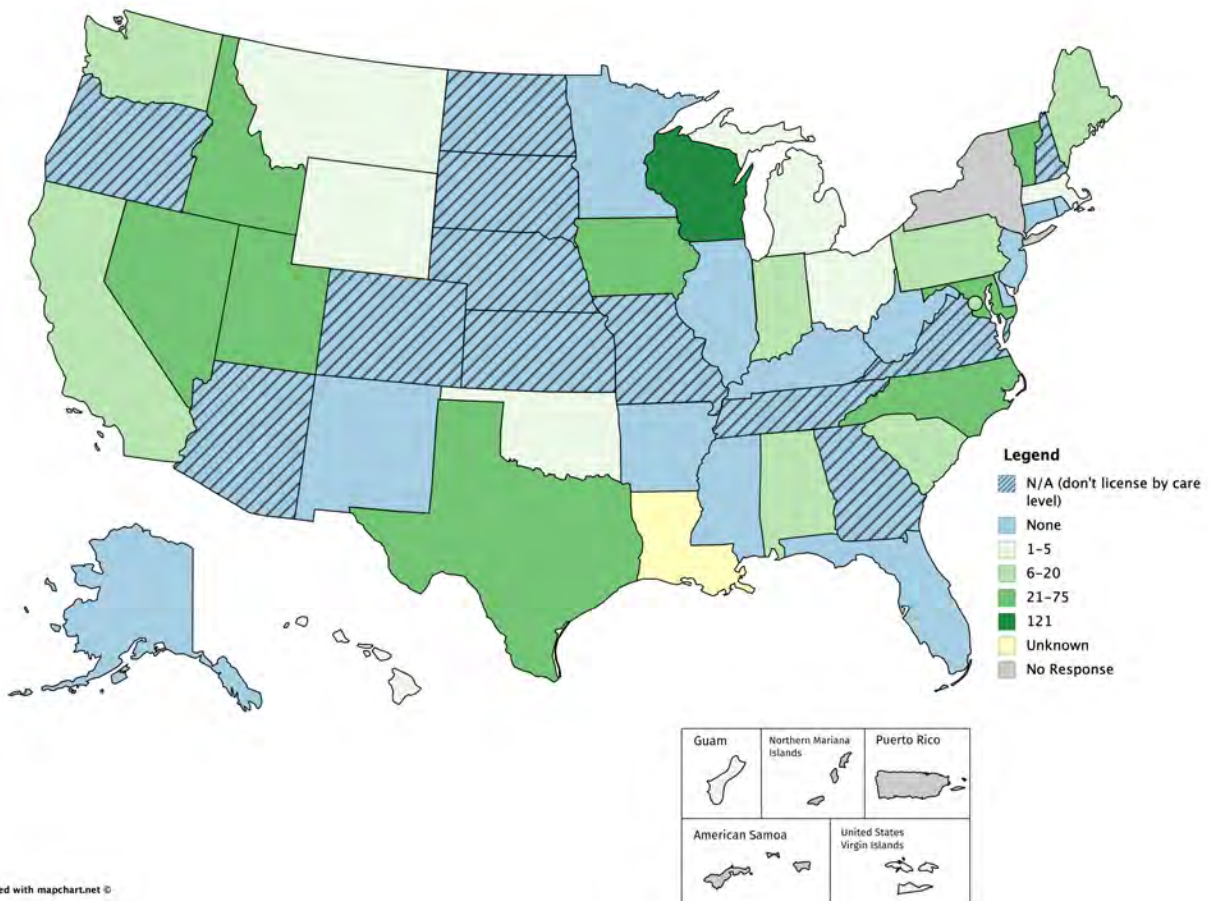 Legend
N/A (don't license by care
level)
None
1-5
6-20
21-75
121
Unknown
No Response
Guam
Northern Mariana
Islands
Puerto Rico
American Samoa
United States
Virgin Islands
ed with mapchart.net ©